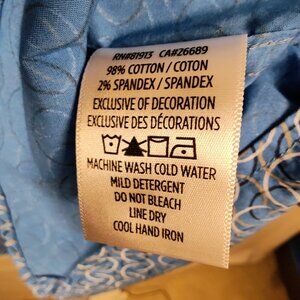 RN#81913 CA#26689
98% COTTON / COTON
2% SPANDEX / SPANDEX
EXCLUSIVE OF DECORATION
EXCLUSIVE DES DÉCORATIONS
MACHINE WASH COLD WATER
MILD DETERGENT
DO NOT BLEACH
LINE DRY
COOL HAND IRON